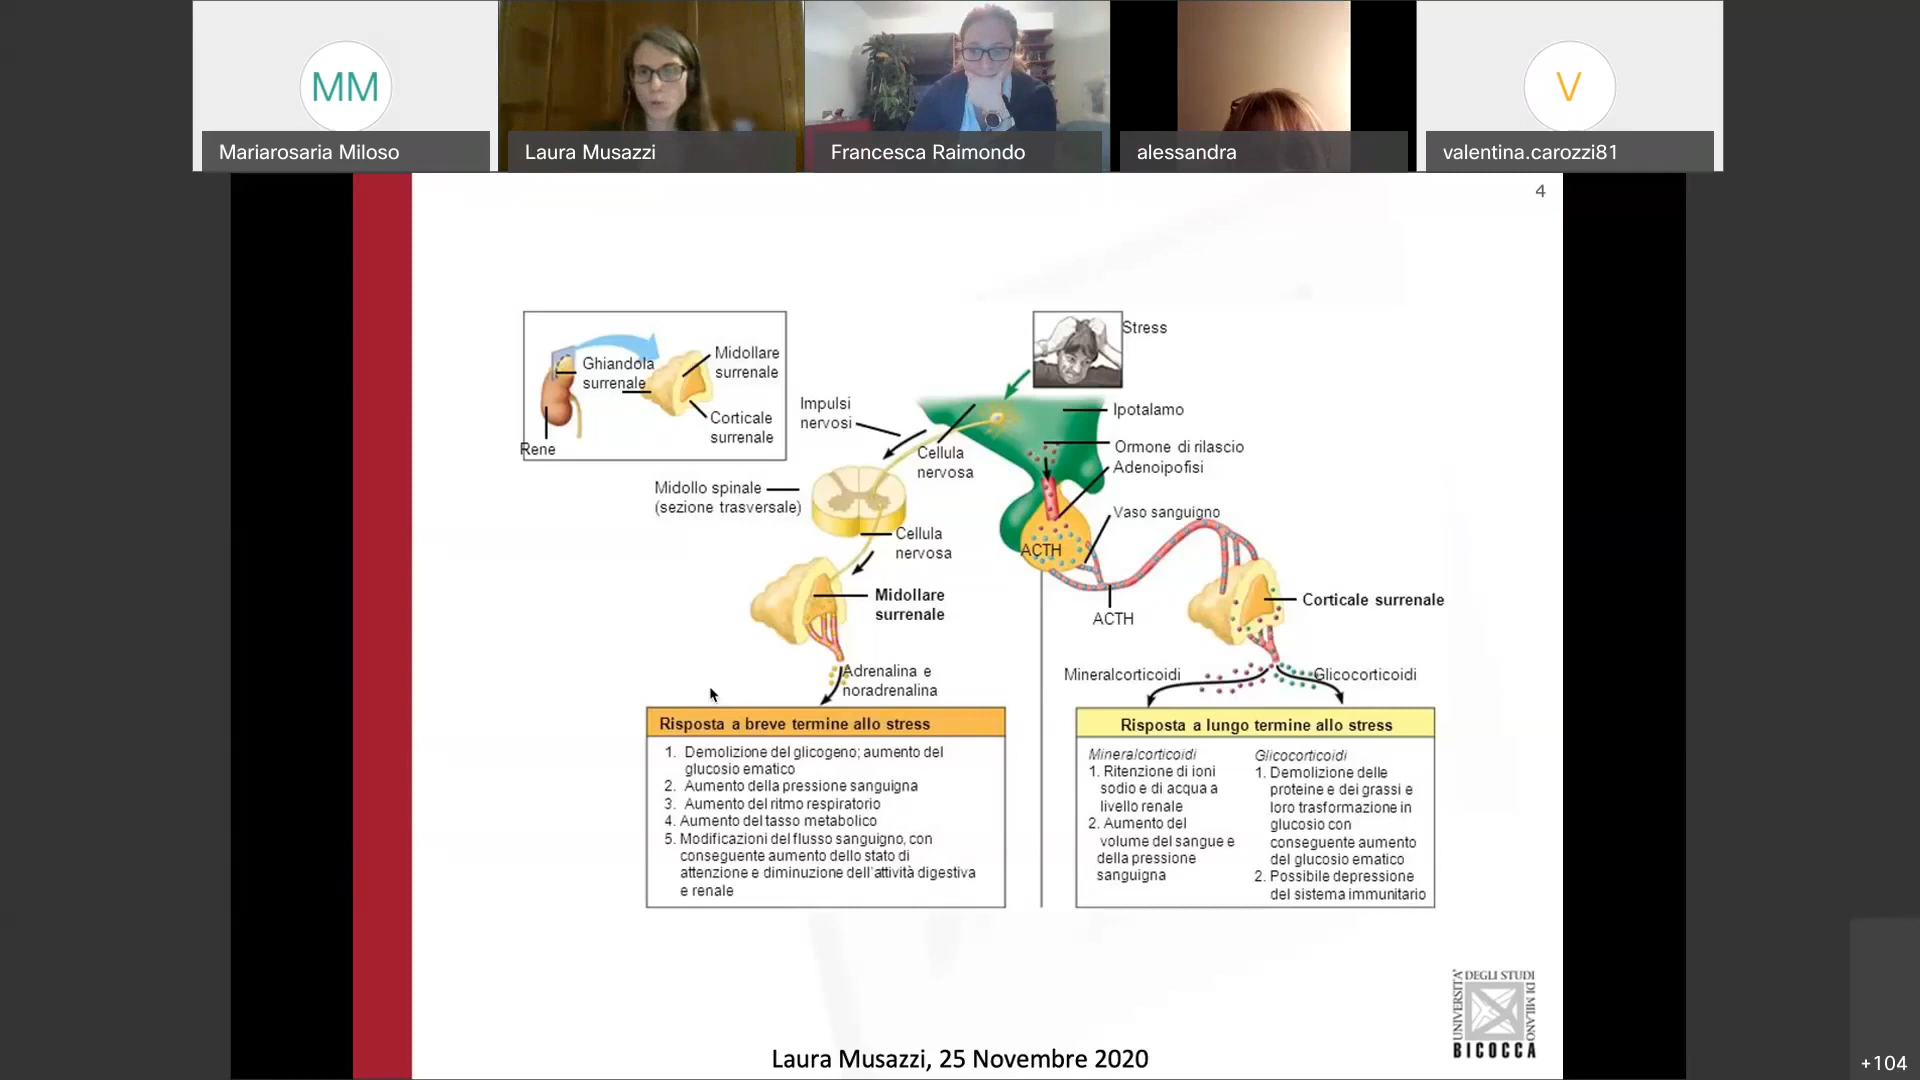 MM
V
Mariarosaria Miloso
Laura Musazzi
Francesca Raimondo
alessandra
valentina.carozzi81
4
Ghiandola
surrenale
Midollare
surrenale
Corticale
surrenale
Rene
Stress
Impulsi
nervosi
Ipotalamo
Cellula
nervosa
Ormone di rilascio
Adenoipofisi
Midollo spinale
(sezione trasversale)
Vaso sanguigno
Cellula
nervosa
ACTH
Midollare
surrenale
ACTH
Corticale surrenale
Adrenalina e
noradrenalina
Mineralcorticoidi
Glicocorticoidi
Risposta a breve termine allo stress
1. Demolizione del glicogeno; aumento del
glucosio ematico
2. Aumento della pressione sanguigna
3. Aumento del ritmo respiratorio
4. Aumento del tasso metabolico
5. Modificazioni del flusso sanguigno, con
conseguente aumento dello stato di
attenzione e diminuzione dell'attività digestiva
e renale
Risposta a lungo termine allo stress
Mineralcorticoidi
1. Ritenzione di ioni
sodio e di acqua a
livello renale
2. Aumento del
volume del sangue e
della pressione
sanguigna
Glicocorticoidi
1. Demolizione delle
proteine e dei grassi e
loro trasformazione in
glucosio con
conseguente aumento
del glucosio ematico
2. Possibile depressione
del sistema immunitario
UNIVERSITA' DEGLI STUDI DI MILANO
BICOCCA
Laura Musazzi, 25 Novembre 2020
+104